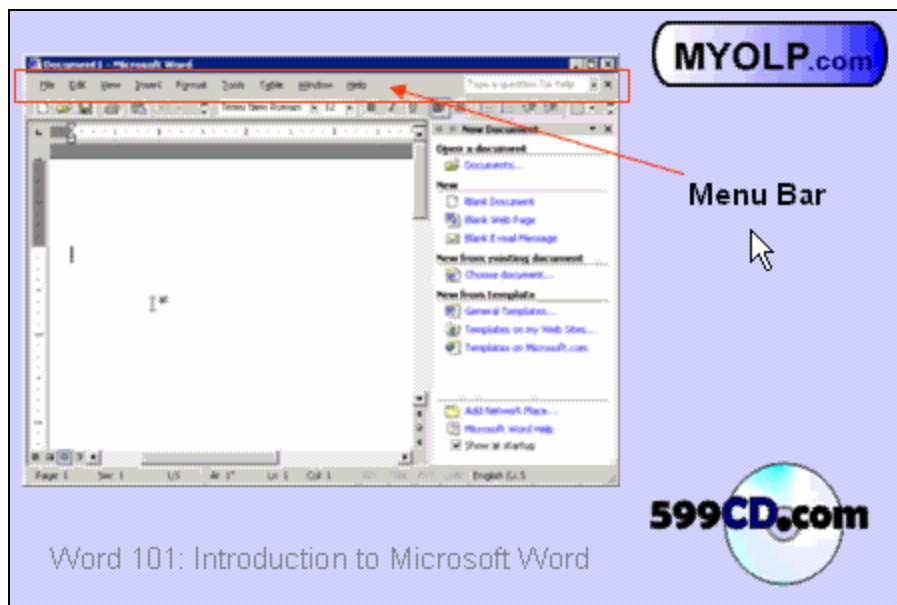 MYOLP.com
Document1 - Microsoft Word
File Edit View Insert Format Tools Table Window Help Type a question for help
Times New Roman 12 B I U
New Document
Open a document
Documents...
New
Blank Document
Blank Web Page
Blank E-mail Message
New from existing document
Choose document...
New from template
General Templates...
Templates on my Web Sites...
Templates on Microsoft.com
Add Network Place...
Microsoft Word Help
Show at startup
Page 1 Sec 1 1/1 At 1" Ln 1 Col 1 English (U.S
Menu Bar
599CD.com
Word 101: Introduction to Microsoft Word